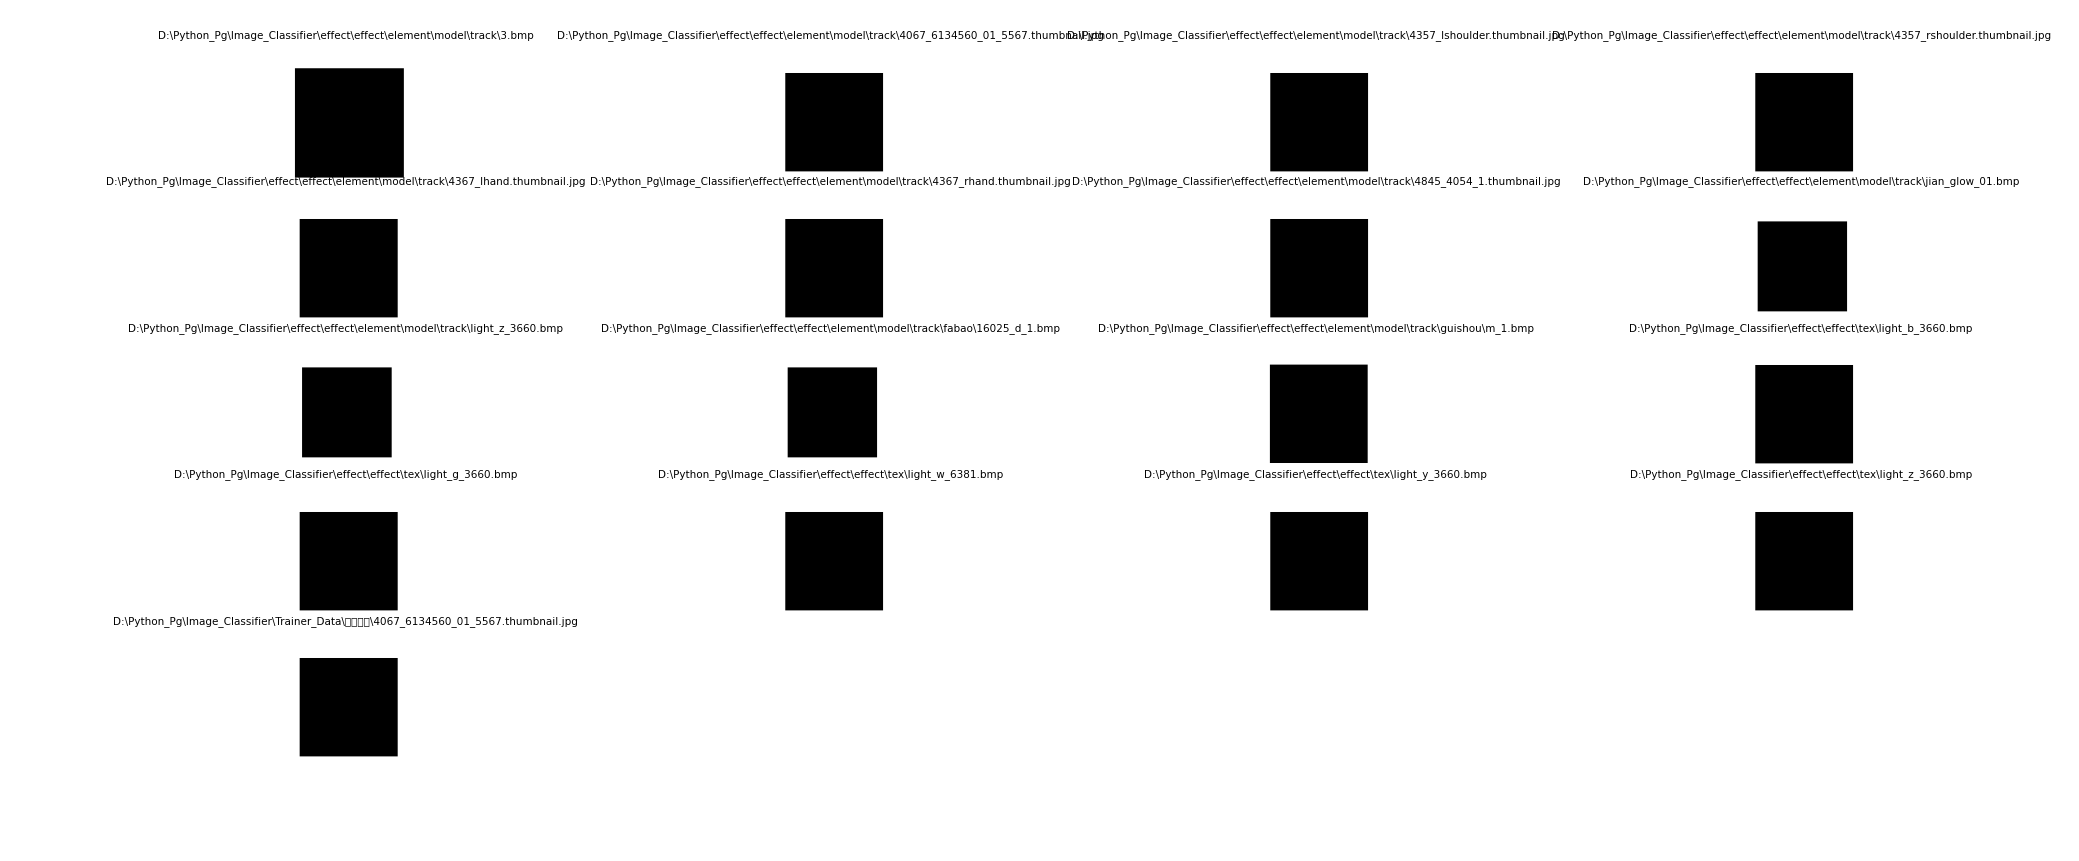 D:\Python_Pg\Image_Classifier\effect\effect\element\model\track\3.bmp
D:\Python_Pg\Image_Classifier\effect\effect\element\model\track\4067_6134560_01_5567.thumbnail.jpg
D:\Python_Pg\Image_Classifier\effect\effect\element\model\track\4357_lshoulder.thumbnail.jpg
D:\Python_Pg\Image_Classifier\effect\effect\element\model\track\4357_rshoulder.thumbnail.jpg
D:\Python_Pg\Image_Classifier\effect\effect\element\model\track\4367_lhand.thumbnail.jpg
D:\Python_Pg\Image_Classifier\effect\effect\element\model\track\4367_rhand.thumbnail.jpg
D:\Python_Pg\Image_Classifier\effect\effect\element\model\track\4845_4054_1.thumbnail.jpg
D:\Python_Pg\Image_Classifier\effect\effect\element\model\track\jian_glow_01.bmp
D:\Python_Pg\Image_Classifier\effect\effect\element\model\track\light_z_3660.bmp
D:\Python_Pg\Image_Classifier\effect\effect\element\model\track\fabao\16025_d_1.bmp
D:\Python_Pg\Image_Classifier\effect\effect\element\model\track\guishou\m_1.bmp
D:\Python_Pg\Image_Classifier\effect\effect\tex\light_b_3660.bmp
D:\Python_Pg\Image_Classifier\effect\effect\tex\light_g_3660.bmp
D:\Python_Pg\Image_Classifier\effect\effect\tex\light_w_6381.bmp
D:\Python_Pg\Image_Classifier\effect\effect\tex\light_y_3660.bmp
D:\Python_Pg\Image_Classifier\effect\effect\tex\light_z_3660.bmp
D:\Python_Pg\Image_Classifier\Trainer_Data\□□□□\4067_6134560_01_5567.thumbnail.jpg